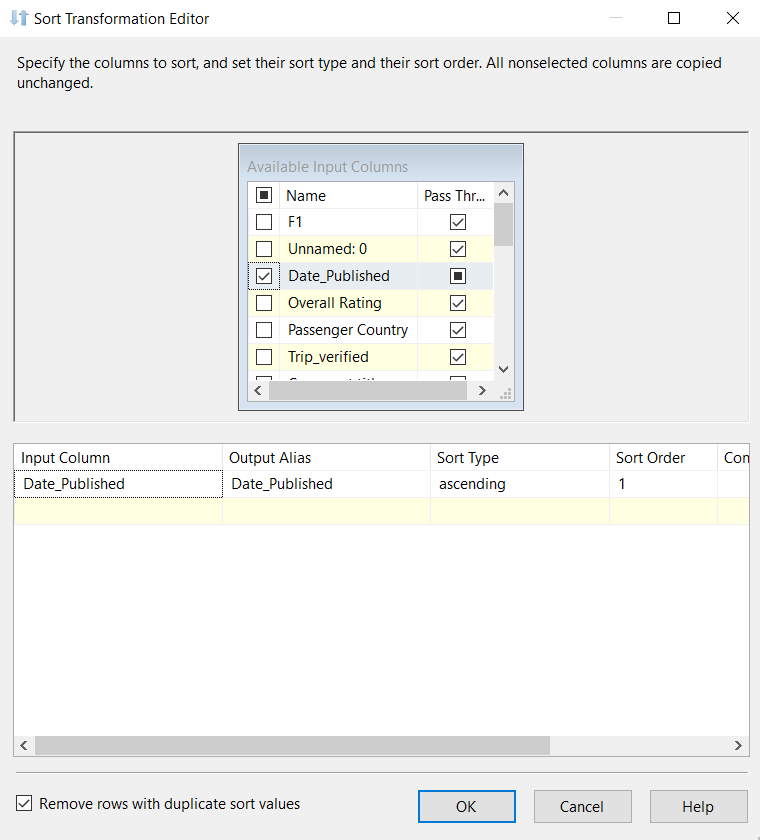 Sort Transformation Editor
Specify the columns to sort, and set their sort type and their sort order. All nonselected columns are copied
unchanged.
Available Input Columns
Name Pass Thr...
F1
Unnamed: 0
Date_Published
Overall Rating
Passenger Country
Trip_verified
Input Column Output Alias Sort Type Sort Order
Date_Published Date_Published ascending 1
Remove rows with duplicate sort values OK Cancel Help